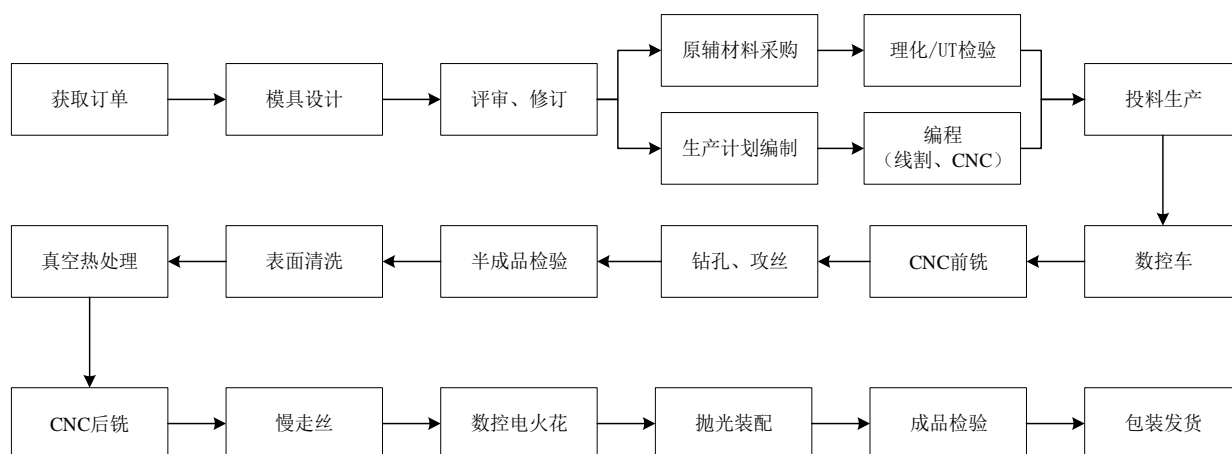 获取订单
模具设计
评审、修订
原辅材料采购
理化/UT检验
生产计划编制
编程
（线割、CNC）
投料生产
数控车
CNC前铣
钻孔、攻丝
半成品检验
表面清洗
真空热处理
CNC后铣
慢走丝
数控电火花
抛光装配
成品检验
包装发货